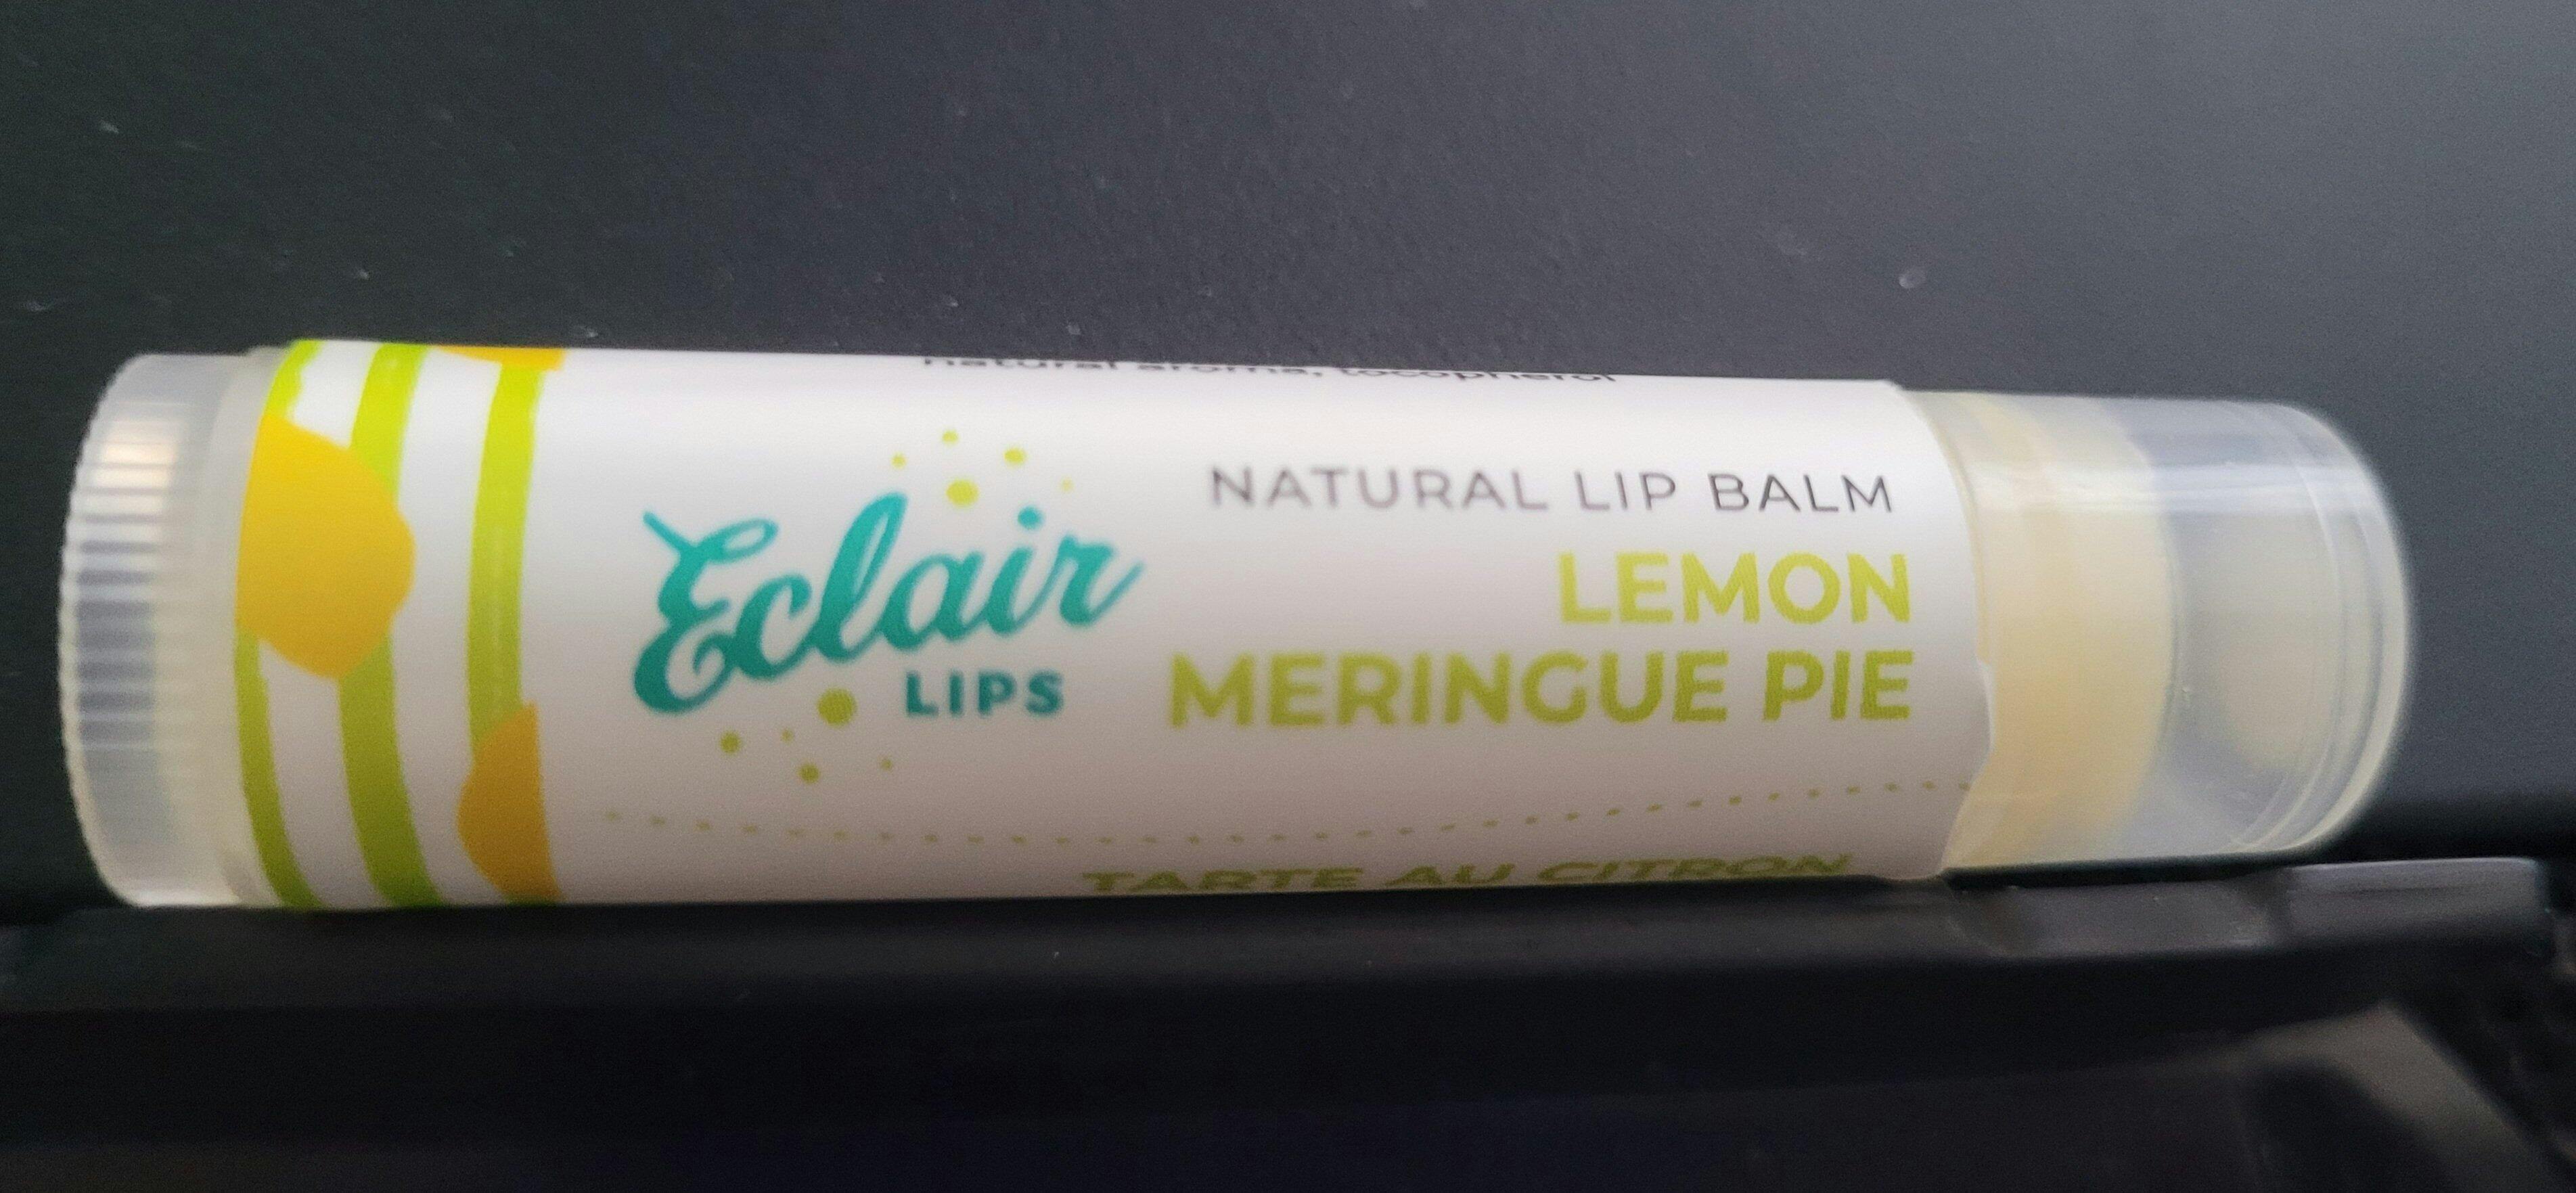 natural aroma, tocopherol
Eclair
LIPS
NATURAL LIP BALM
LEMON
MERINGUE PIE
TARTE AU CITRON